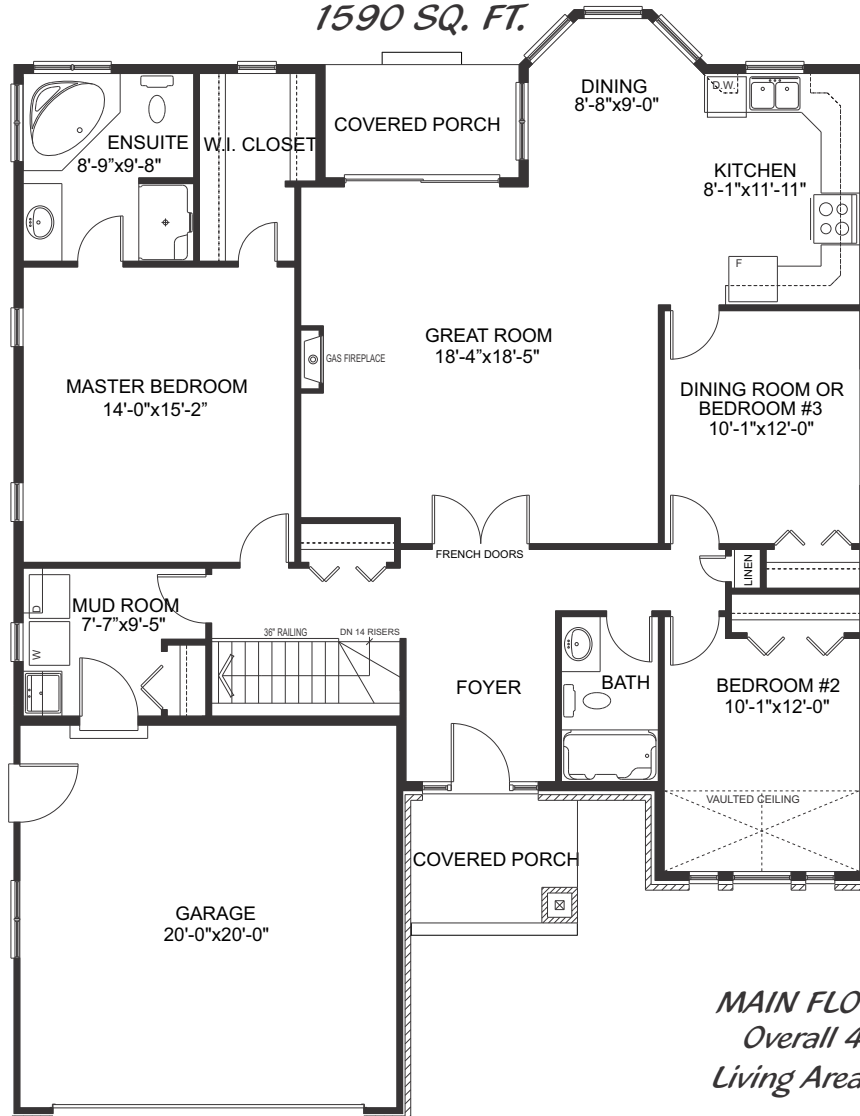 1590 SQ. FT.
DINING
8'-8"x9'-0"
D.W.
COVERED PORCH
ENSUITE
8'-9"x9'-8"
W.I. CLOSET
KITCHEN
8'-1"x11'-11"
F
GREAT ROOM
18'-4"x18'-5"
GAS FIREPLACE
MASTER BEDROOM
14'-0"x15'-2"
DINING ROOM OR
BEDROOM #3
10'-1"x12'-0"
FRENCH DOORS
LINEN
D
MUD ROOM
7'-7"x9'-5"
W
36" RAILING
DN 14 RISERS
FOYER
BATH
BEDROOM #2
10'-1"x12'-0"
VAULTED CEILING
COVERED PORCH
GARAGE
20'-0"x20'-0"
MAIN FLO
Overall 4
Living Area